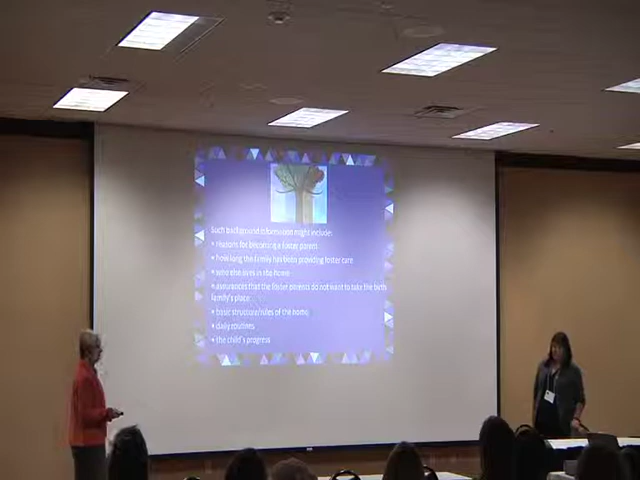 Such background information might include:
• reasons for becoming a foster parent
• how long the family has been providing foster care
• who else lives in the home
• assurances that the foster parents do not want to take the birth
family's place
• basic structure/rules of the home
• daily routines
• the child's progress